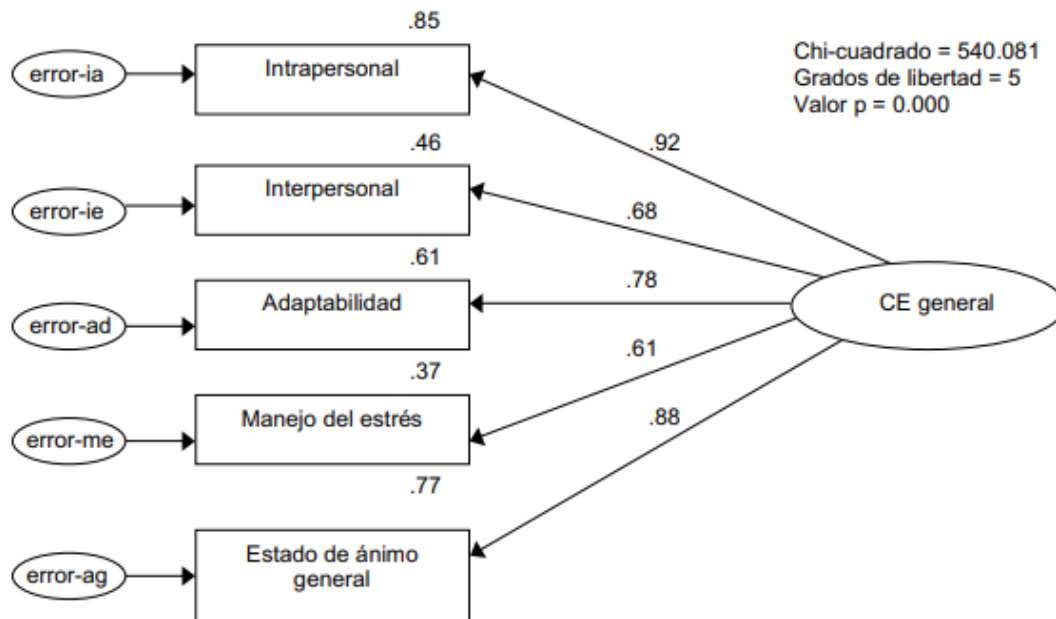 .85
error-ia
Intrapersonal
Chi-cuadrado = 540.081
Grados de libertad = 5
Valor p = 0.000
.92
.46
error-ie
Interpersonal
.68
.61
error-ad
Adaptabilidad
.78
CE general
.37
.61
error-me
Manejo del estrés
.88
.77
error-ag
Estado de ánimo
general